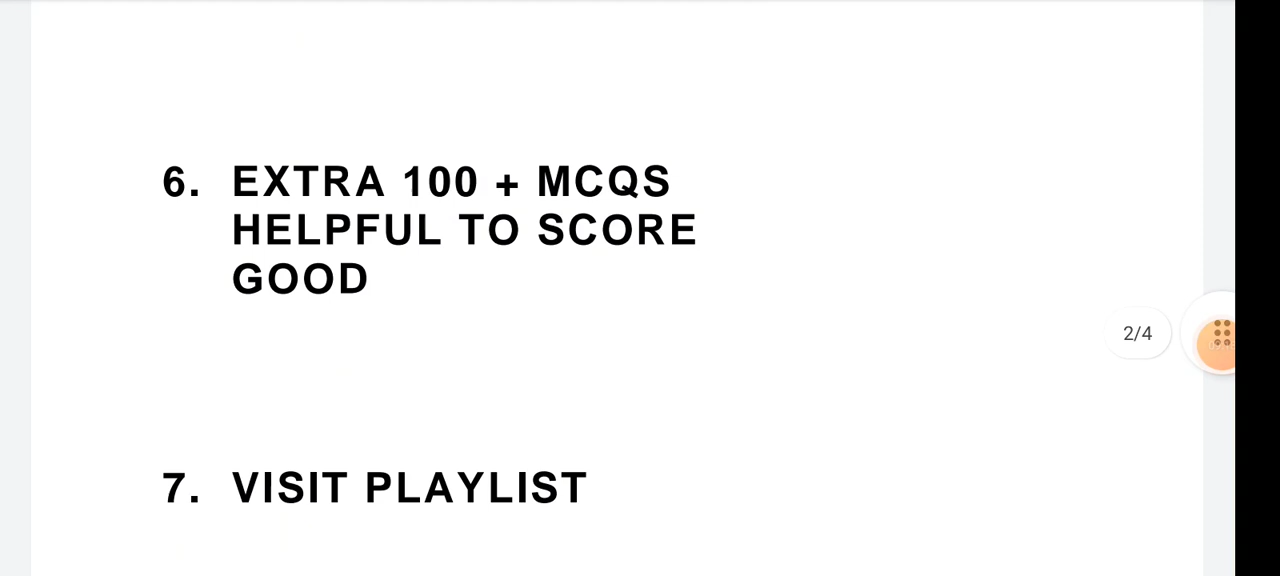 6. EXTRA 100 + MCQS
HELPFUL TO SCORE
GOOD
2/4
7. VISIT PLAYLIST